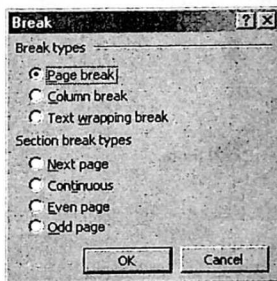 Break
Break types
Page break
Column break
Text wrapping break
Section break types
Next page
Continuous
Even page
Odd page
OK
Cancel